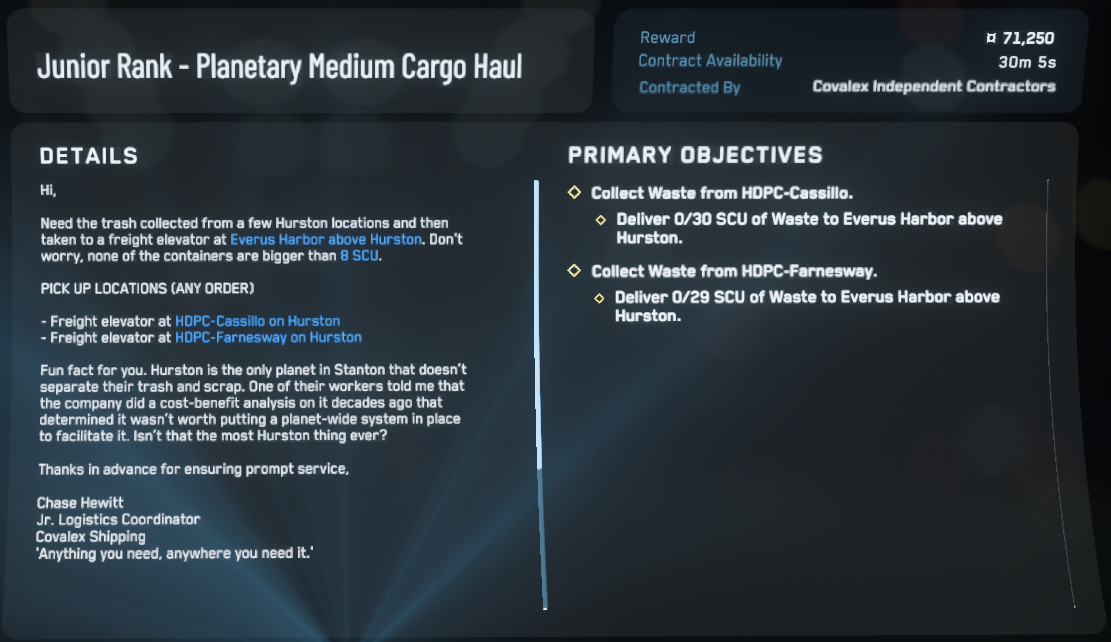 Junior Rank - Planetary Medium Cargo Haul
Reward ¤ 71,250
Contract Availability 30m 5s
Contracted By Covalex Independent Contractors
DETAILS
Hi,
Need the trash collected from a few Hurston locations and then
taken to a freight elevator at Everus Harbor above Hurston. Don't
worry, none of the containers are bigger than 8 SCU.
PICK UP LOCATIONS (ANY ORDER)
- Freight elevator at HDPC-Cassillo on Hurston
- Freight elevator at HDPC-Farnesway on Hurston
Fun fact for you. Hurston is the only planet in Stanton that doesn't
separate their trash and scrap. One of their workers told me that
the company did a cost-benefit analysis on it decades ago that
determined it wasn't worth putting a planet-wide system in place
to facilitate it. Isn't that the most Hurston thing ever?
Thanks in advance for ensuring prompt service,
Chase Hewitt
Jr. Logistics Coordinator
Covalex Shipping
'Anything you need, anywhere you need it.'
PRIMARY OBJECTIVES
Collect Waste from HDPC-Cassillo.
Deliver 0/30 SCU of Waste to Everus Harbor above
Hurston.
Collect Waste from HDPC-Farnesway.
Deliver 0/29 SCU of Waste to Everus Harbor above
Hurston.